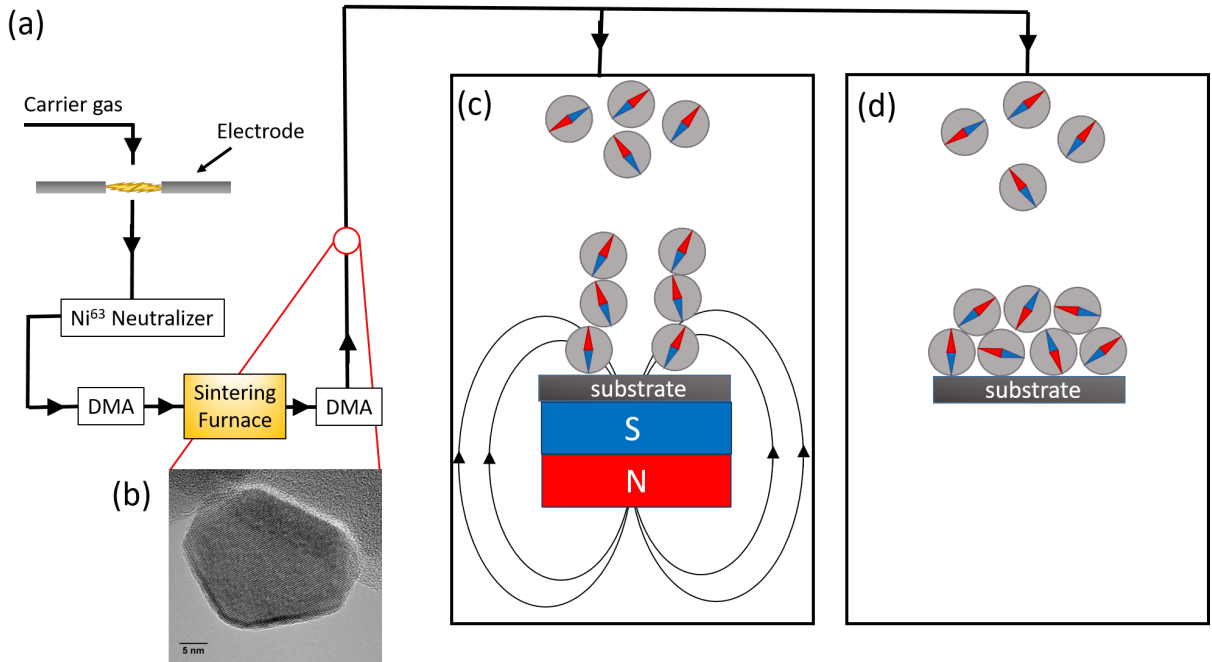 (a)
Carrier gas
Electrode
Ni⁶³ Neutralizer
DMA
Sintering
Furnace
DMA
(b)
5 nm
(c)
substrate
S
N
(d)
substrate